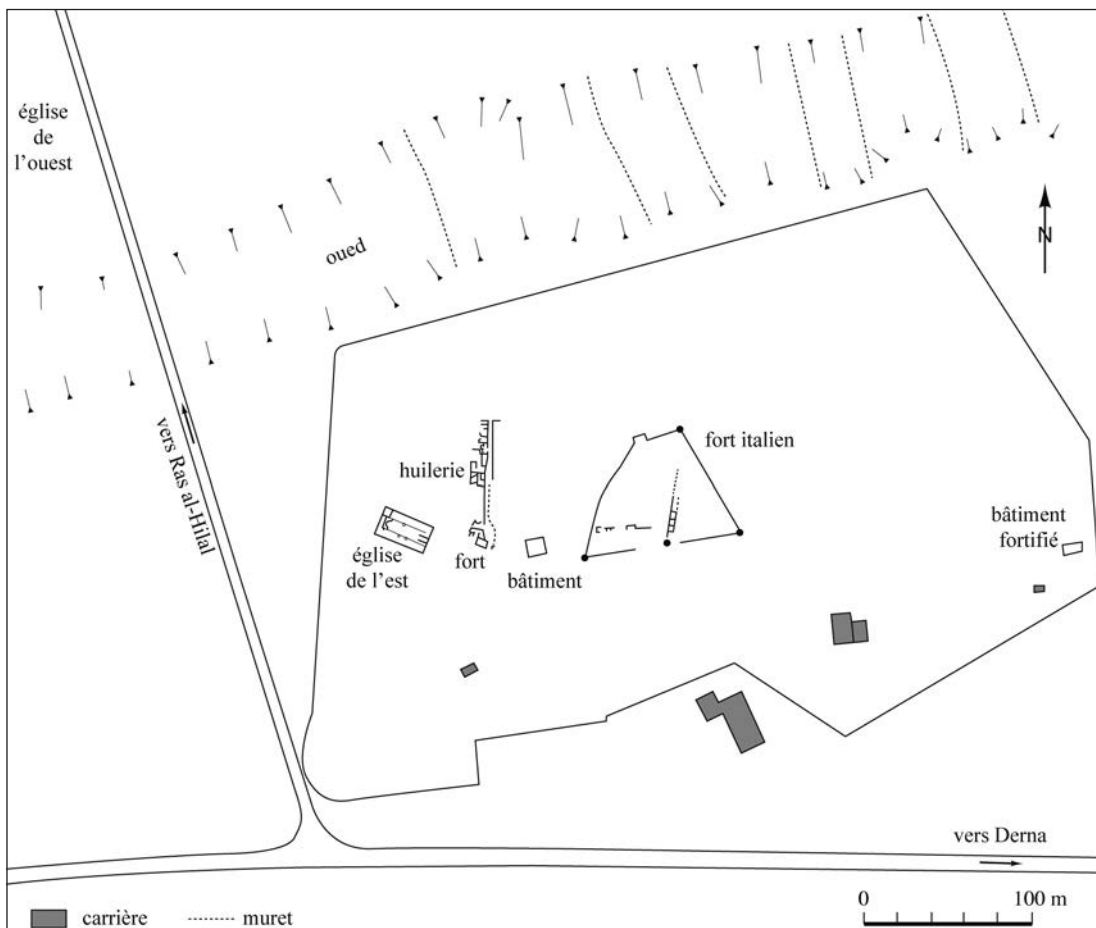 église
de
l'ouest
oued
N
vers Ras al-Hilal
huilerie
fort italien
bâtiment
fortifié
église
de l'est
fort
bâtiment
vers Derna
carrière
muret
0
100 m